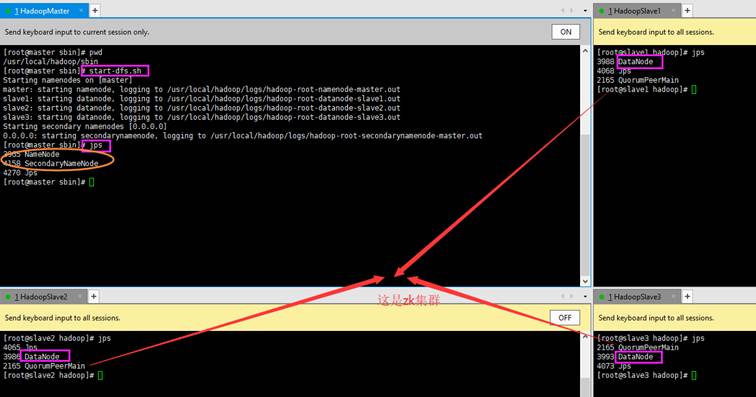 1 HadoopMaster
Send keyboard input to current session only.
ON
[root@master sbin]# pwd
/usr/local/hadoop/sbin
[root@master sbin]# start-dfs.sh
Starting namenodes on [master]
master: starting namenode, logging to /usr/local/hadoop/logs/hadoop-root-namenode-master.out
slave1: starting datanode, logging to /usr/local/hadoop/logs/hadoop-root-datanode-slave1.out
slave2: starting datanode, logging to /usr/local/hadoop/logs/hadoop-root-datanode-slave2.out
slave3: starting datanode, logging to /usr/local/hadoop/logs/hadoop-root-datanode-slave3.out
Starting secondary namenodes [0.0.0.0]
0.0.0.0: starting secondarynamenode, logging to /usr/local/hadoop/logs/hadoop-root-secondarynamenode-master.out
[root@master sbin]# jps
NameNode
4158 SecondaryNameNode
4270 Jps
[root@master sbin]#
1 HadoopSlave1
Send keyboard input to all sessions.
[root@slave1 hadoop]# jps
3988 DataNode
4068 Jps
2165 QuorumPeerMain
[root@slave1 hadoop]#
这是zk集群
1 HadoopSlave2
Send keyboard input to all sessions.
OFF
[root@slave2 hadoop]# jps
4065 Jps
3986 DataNode
2165 QuorumPeerMain
[root@slave2 hadoop]#
1 HadoopSlave3
Send keyboard input to all sessions.
[root@slave3 hadoop]# jps
2165 QuorumPeerMain
3993 DataNode
4073 Jps
[root@slave3 hadoop]#